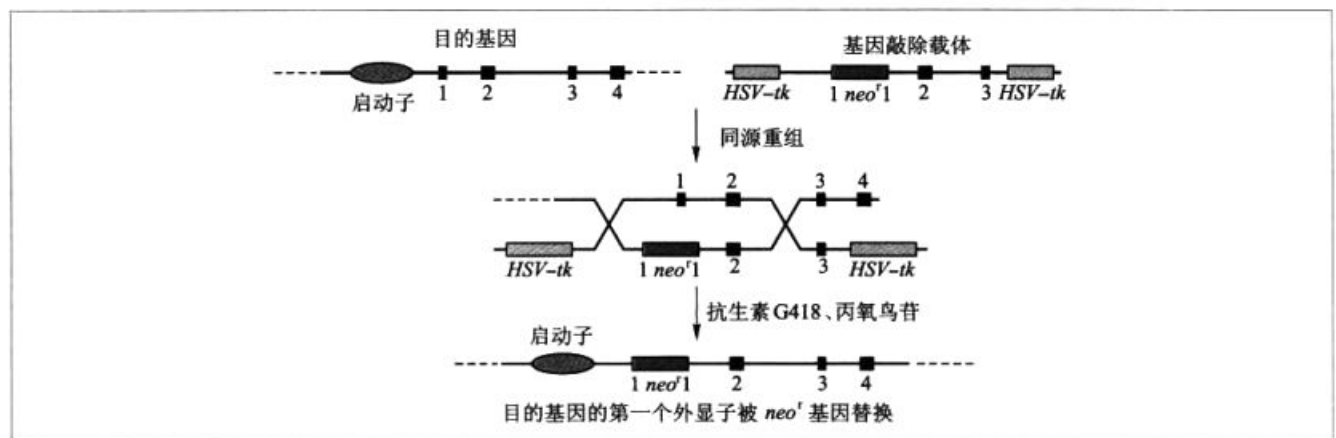 目的基因
启动子
1 2 3 4
基因敲除载体
HSV-tk 1 neoʳ1 2 3 HSV-tk
同源重组
1 2 3 4
HSV-tk 1 neoʳ1 2 3 HSV-tk
抗生素G418、丙氧鸟苷
启动子
1 neoʳ1 2 3 4
目的基因的第一个外显子被 neoʳ 基因替换